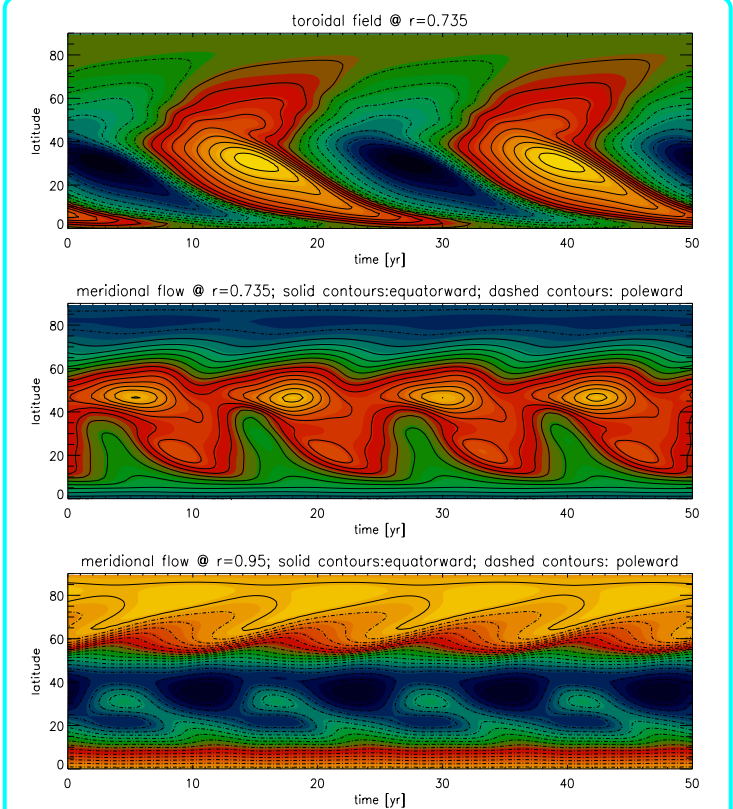 toroidal field @ r=0.735
80
60
40
20
0
latitude
0 10 20 30 40 50
time [yr]
meridional flow @ r=0.735; solid contours:equatorward; dashed contours: poleward
80
60
40
20
0
latitude
0 10 20 30 40 50
time [yr]
meridional flow @ r=0.95; solid contours:equatorward; dashed contours: poleward
80
60
40
20
0
latitude
0 10 20 30 40 50
time [yr]